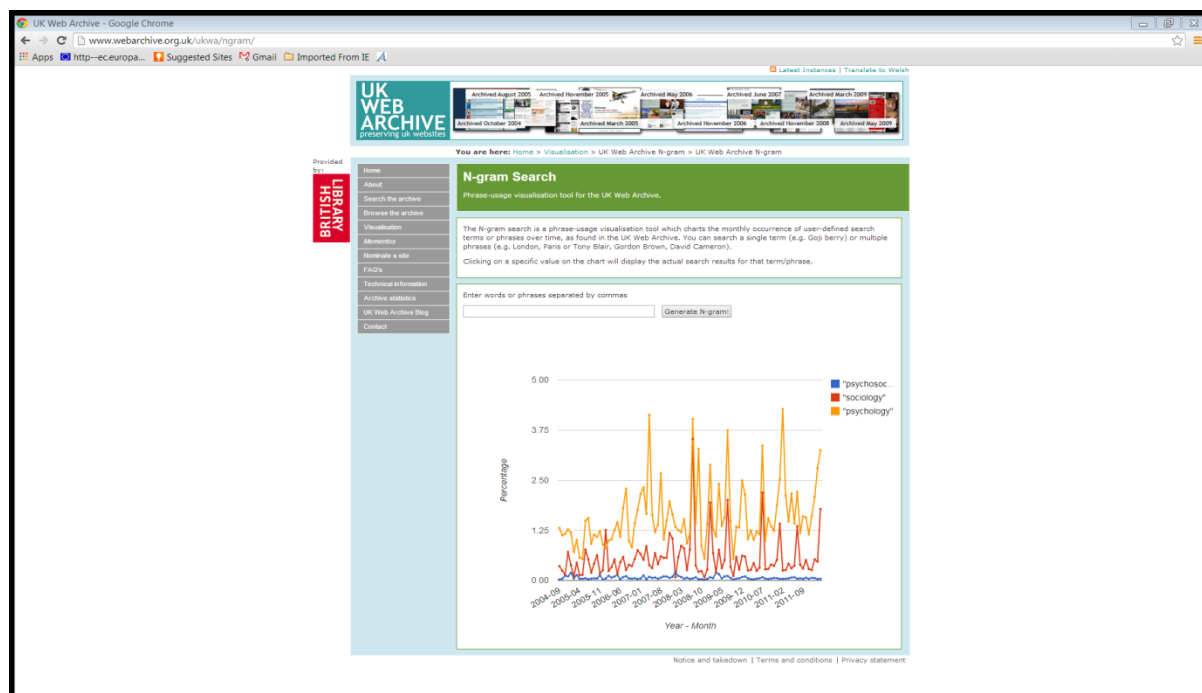 UK Web Archive - Google Chrome
www.webarchive.org.uk/ukwa/ngram/
Apps http--ec.europa... Suggested Sites Gmail Imported From IE
Latest Instances | Translate to Welsh
UK
WEB
ARCHIVE
preserving uk websites
Archived August 2005 Archived November 2005 Archived May 2006 Archived June 2007 Archived March 2009
Archived October 2004 Archived March 2005 Archived November 2006 Archived November 2008 Archived May 2009
You are here: Home > Visualisation > UK Web Archive N-gram > UK Web Archive N-gram
Provided
by:
BRITISH
LIBRARY
Home
About
Search the archive
Browse the archive
Visualisation
Mementos
Nominate a site
FAQ's
Technical information
Archive statistics
UK Web Archive Blog
Contact
N-gram Search
Phrase-usage visualisation tool for the UK Web Archive.
The N-gram search is a phrase-usage visualisation tool which charts the monthly occurrence of user-defined search
terms or phrases over time, as found in the UK Web Archive. You can search a single term (e.g. Goji berry) or multiple
phrases (e.g. London, Paris or Tony Blair, Gordon Brown, David Cameron).
Clicking on a specific value on the chart will display the actual search results for that term/phrase.
Enter words or phrases separated by commas
Generate N-gram!
5.00
3.75
2.50
1.25
0.00
Percentage
"psychosoc...
"sociology"
"psychology"
2004-09
2005-04
2005-11
2006-06
2007-01
2007-08
2008-03
2008-10
2009-05
2009-12
2010-07
2011-02
2011-09
Year - Month
Notice and takedown | Terms and conditions | Privacy statement